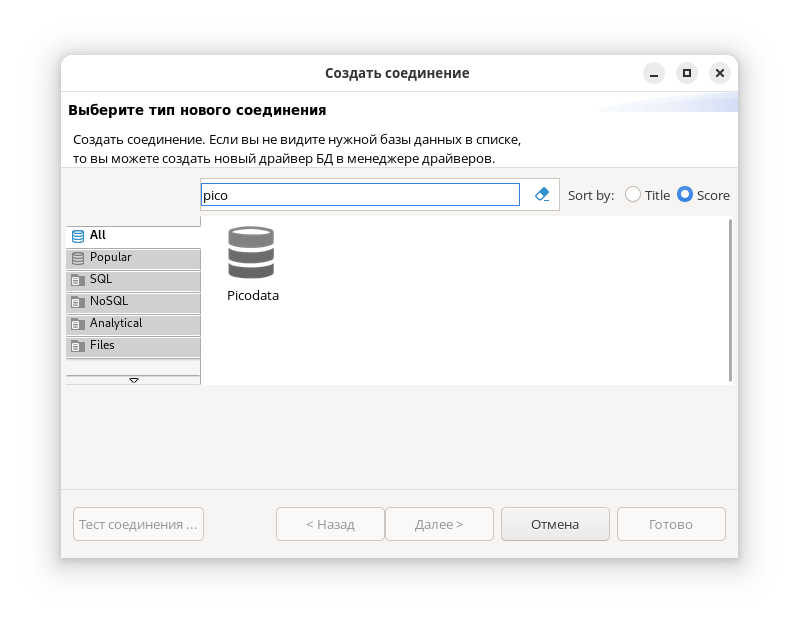 Создать соединение
Выберите тип нового соединения
Создать соединение. Если вы не видите нужной базы данных в списке,
то вы можете создать новый драйвер БД в менеджере драйверов.
pico
Sort by: Title Score
All
Popular
SQL
NoSQL
Analytical
Files
Picodata
Тест соединения ...
< Назад
Далее >
Отмена
Готово